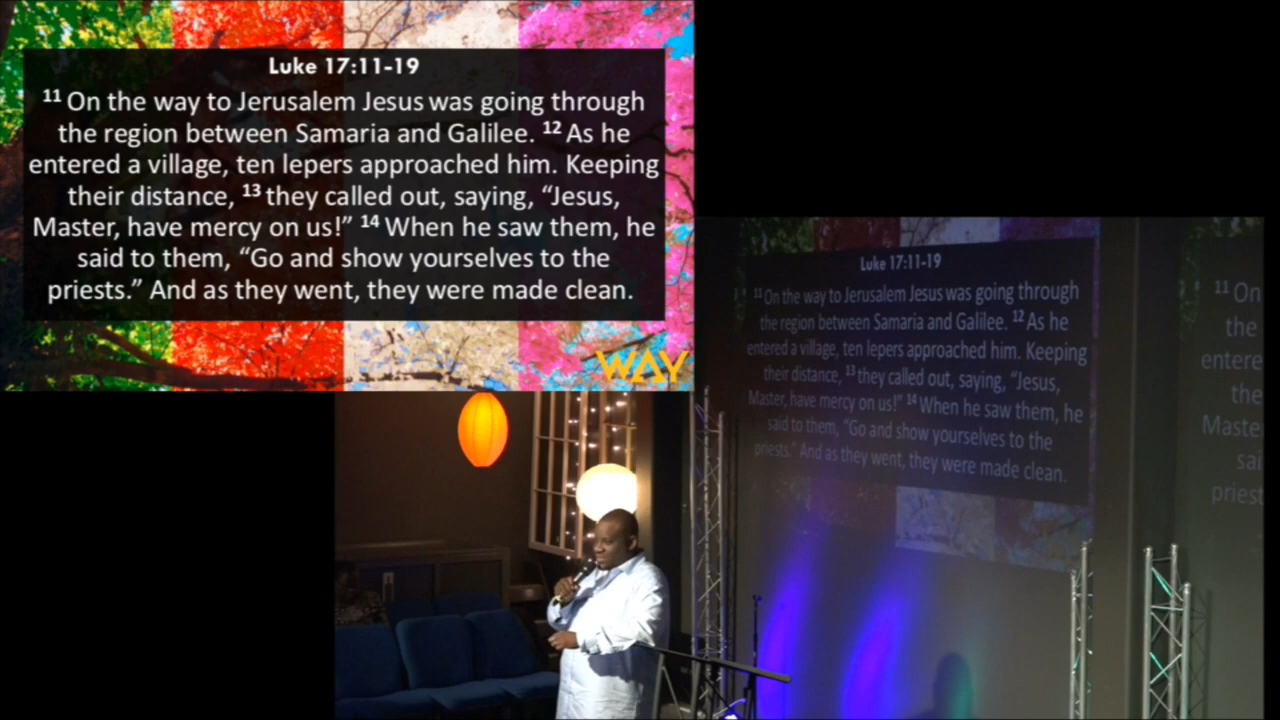 Luke 17:11-19
11 On the way to Jerusalem Jesus was going through
the region between Samaria and Galilee. 12 As he
entered a village, ten lepers approached him. Keeping
their distance, 13 they called out, saying, “Jesus,
Master, have mercy on us!” 14 When he saw them, he
said to them, “Go and show yourselves to the
priests.” And as they went, they were made clean.
WAY
Luke 17:11-19
11 On the way to Jerusalem Jesus was going through
the region between Samaria and Galilee. 12 As he
entered a village, ten lepers approached him. Keeping
their distance, 13 they called out, saying, “Jesus,
Master, have mercy on us!” 14 When he saw them, he
said to them, “Go and show yourselves to the
priests.” And as they went, they were made clean.
11 On
the
entere
the
Maste
sai
priest